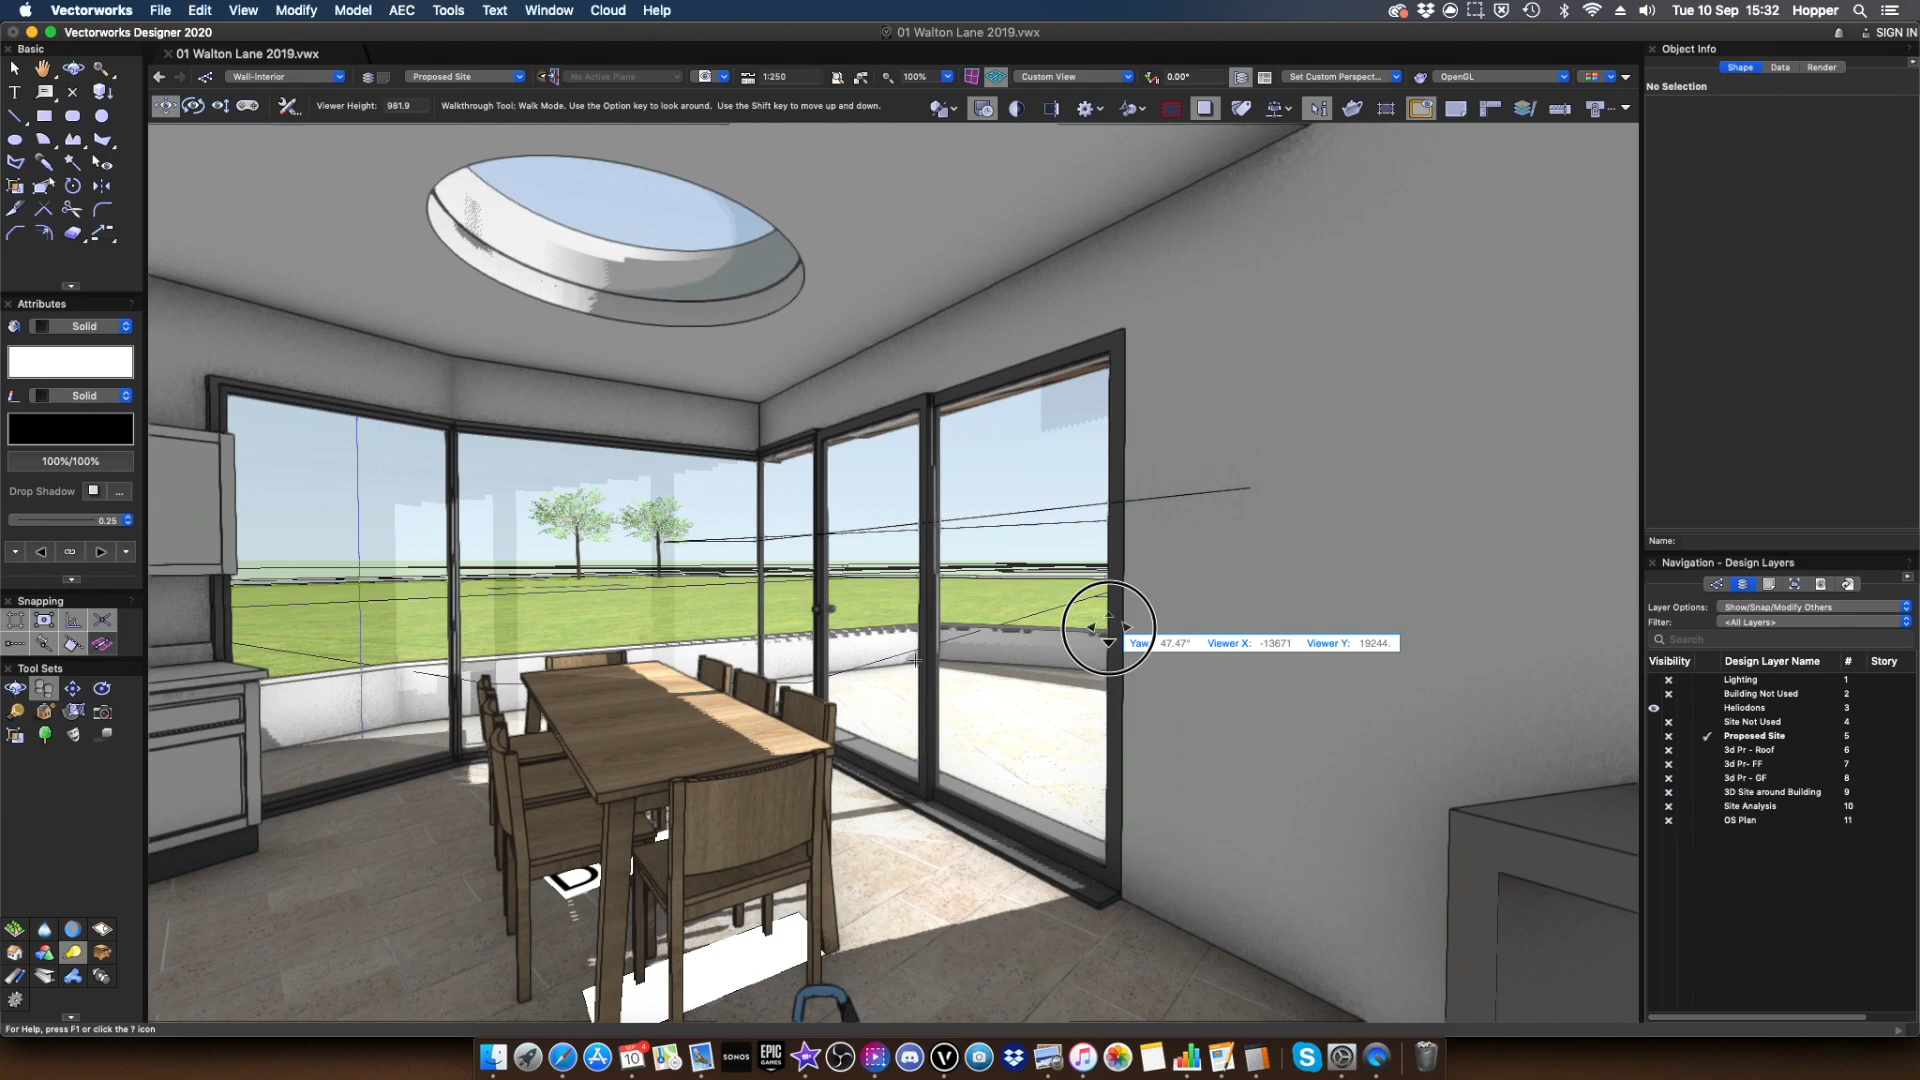 Vectorworks File Edit View Modify Model AEC Tools Text Window Cloud Help
Tue 10 Sep 15:32 Hopper
Vectorworks Designer 2020
01 Walton Lane 2019.vwx
SIGN IN
Basic
01 Walton Lane 2019.vwx
Object Info
Wall-Interior
Proposed Site
No Active Plane
1:250
100%
Custom View
0.00°
Set Custom Perspect...
OpenGL
Shape Data Render
No Selection
Viewer Height: 981.9
Walkthrough Tool: Walk Mode. Use the Option key to look around. Use the Shift key to move up and down.
Attributes
Solid
Solid
100%/100%
Drop Shadow
...
0.25
Snapping
Tool Sets
Yaw 47.47° Viewer X: -13671 Viewer Y: 19244.
D
Name:
Navigation - Design Layers
Layer Options: Show/Snap/Modify Others
Filter: <All Layers>
Search
Visibility Design Layer Name # Story
Lighting 1
Building Not Used 2
Heliodons 3
Site Not Used 4
Proposed Site 5
3d Pr - Roof 6
3d Pr- FF 7
3d Pr - GF 8
3D Site around Building 9
Site Analysis 10
OS Plan 11
For Help, press F1 or click the ? icon
SEP 4
10
SONOS
EPIC
GAMES